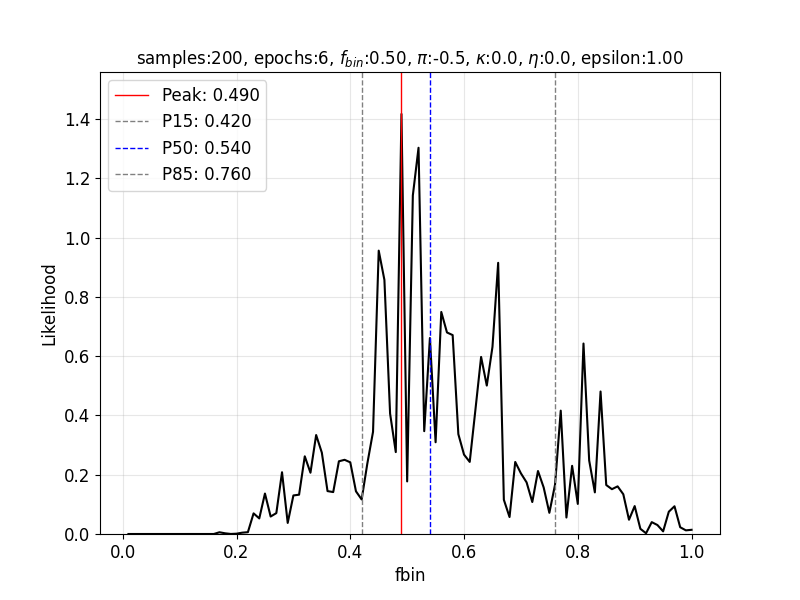 samples:200, epochs:6, f_bin:0.50, π:-0.5, κ:0.0, η:0.0, epsilon:1.00
Peak: 0.490
P15: 0.420
P50: 0.540
P85: 0.760
Likelihood
1.4
1.2
1.0
0.8
0.6
0.4
0.2
0.0
0.0 0.2 0.4 0.6 0.8 1.0
fbin